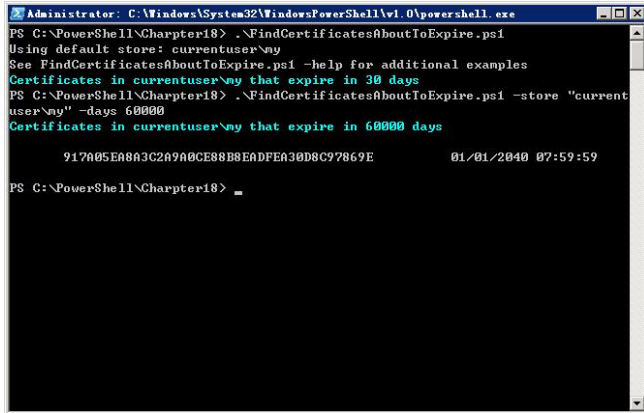 Administrator: C:\Windows\System32\WindowsPowerShell\v1.0\powershell.exe
PS C:\PowerShell\Charpter18> .\FindCertificatesAboutToExpire.ps1
Using default store: currentuser\my
See FindCertificatesAboutToExpire.ps1 -help for additional examples
Certificates in currentuser\my that expire in 30 days
PS C:\PowerShell\Charpter18> .\FindCertificatesAboutToExpire.ps1 -store "current
user\my" -days 60000
Certificates in currentuser\my that expire in 60000 days
917A05EA8A3C2A9A0CE88B8EADFEA30D8C97869E 01/01/2040 07:59:59
PS C:\PowerShell\Charpter18> _